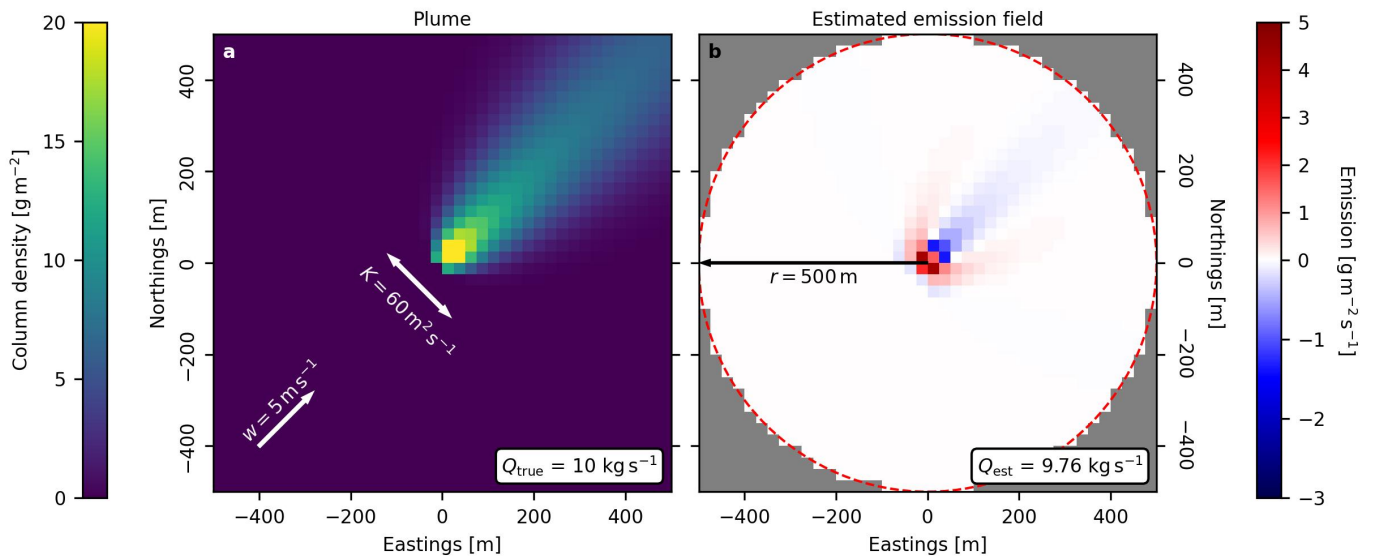 Plume
Estimated emission field
a
b
20
15
10
5
0
Column density [gm⁻²]
400
200
0
−200
−400
Northings [m]
K = 60 m² s⁻¹
w = 5 m s⁻¹
Q_true = 10 kg s⁻¹
−400 −200 0 200 400
Eastings [m]
r = 500 m
Q_est = 9.76 kg s⁻¹
−400 −200 0 200 400
Eastings [m]
400
200
0
−200
−400
Northings [m]
5
4
3
2
1
0
−1
−2
−3
Emission [gm⁻² s⁻¹]